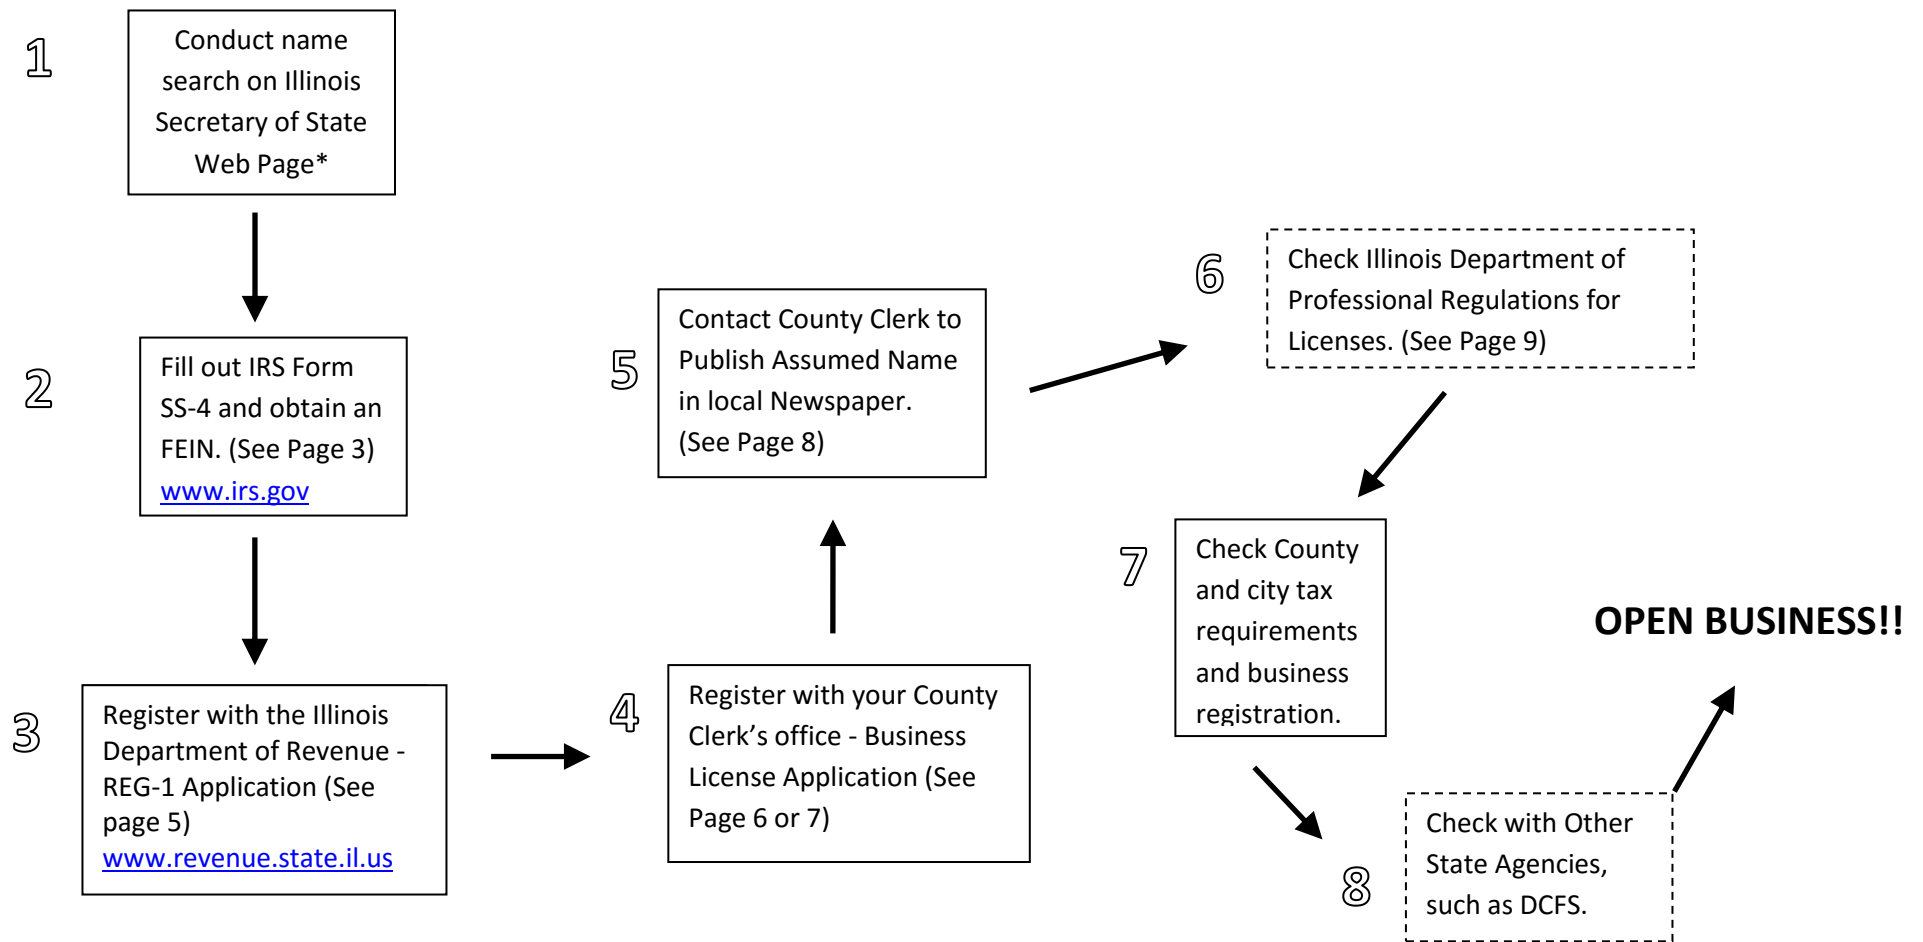 1
Conduct name
search on Illinois
Secretary of State
Web Page*
2
Fill out IRS Form
SS-4 and obtain an
FEIN. (See Page 3)
www.irs.gov
3
Register with the Illinois
Department of Revenue -
REG-1 Application (See
page 5)
www.revenue.state.il.us
4
Register with your County
Clerk’s office - Business
License Application (See
Page 6 or 7)
5
Contact County Clerk to
Publish Assumed Name
in local Newspaper.
(See Page 8)
6
Check Illinois Department of
Professional Regulations for
Licenses. (See Page 9)
7
Check County
and city tax
requirements
and business
registration.
8
Check with Other
State Agencies,
such as DCFS.
OPEN BUSINESS!!